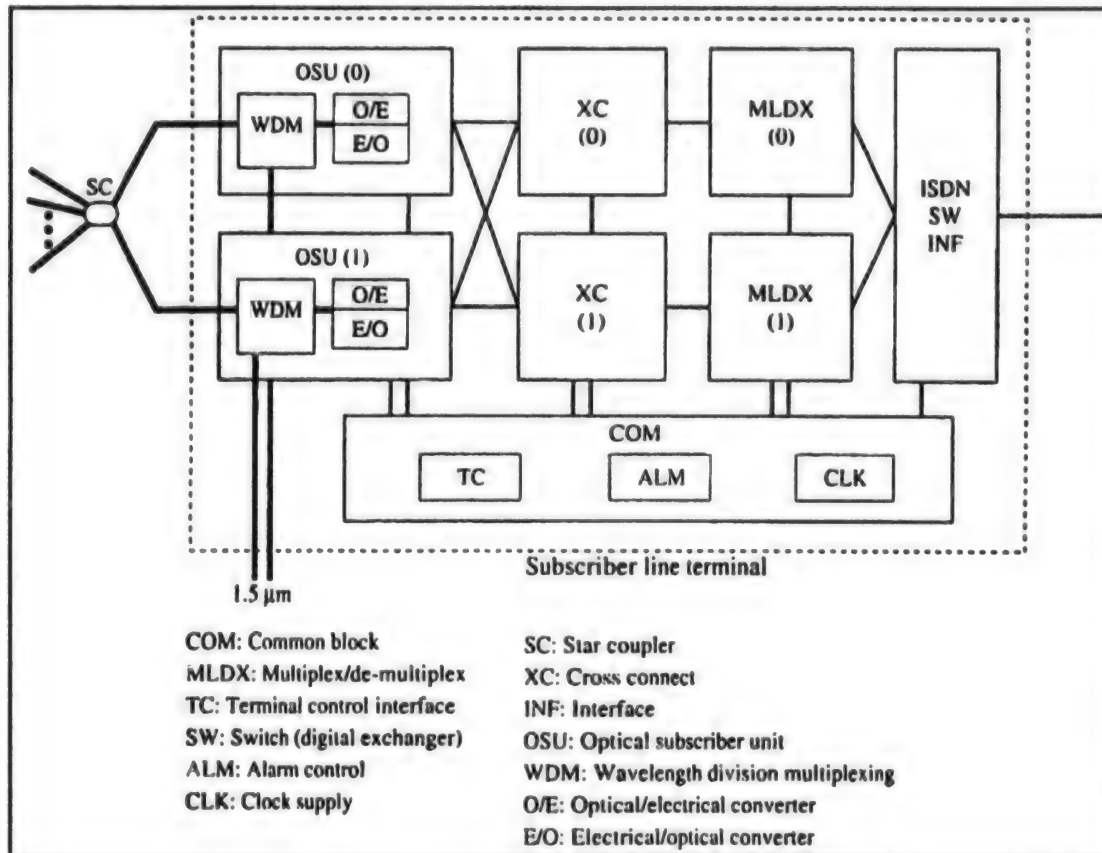 OSU (0)
WDM
O/E
E/O
XC
(0)
MLDX
(0)
SC
ISDN
SW
INF
OSU (1)
WDM
O/E
E/O
XC
(1)
MLDX
(1)
COM
TC
ALM
CLK
Subscriber line terminal
1.5 μm
COM: Common block
MLDX: Multiplex/de-multiplex
TC: Terminal control interface
SW: Switch (digital exchanger)
ALM: Alarm control
CLK: Clock supply
SC: Star coupler
XC: Cross connect
INF: Interface
OSU: Optical subscriber unit
WDM: Wavelength division multiplexing
O/E: Optical/electrical converter
E/O: Electrical/optical converter